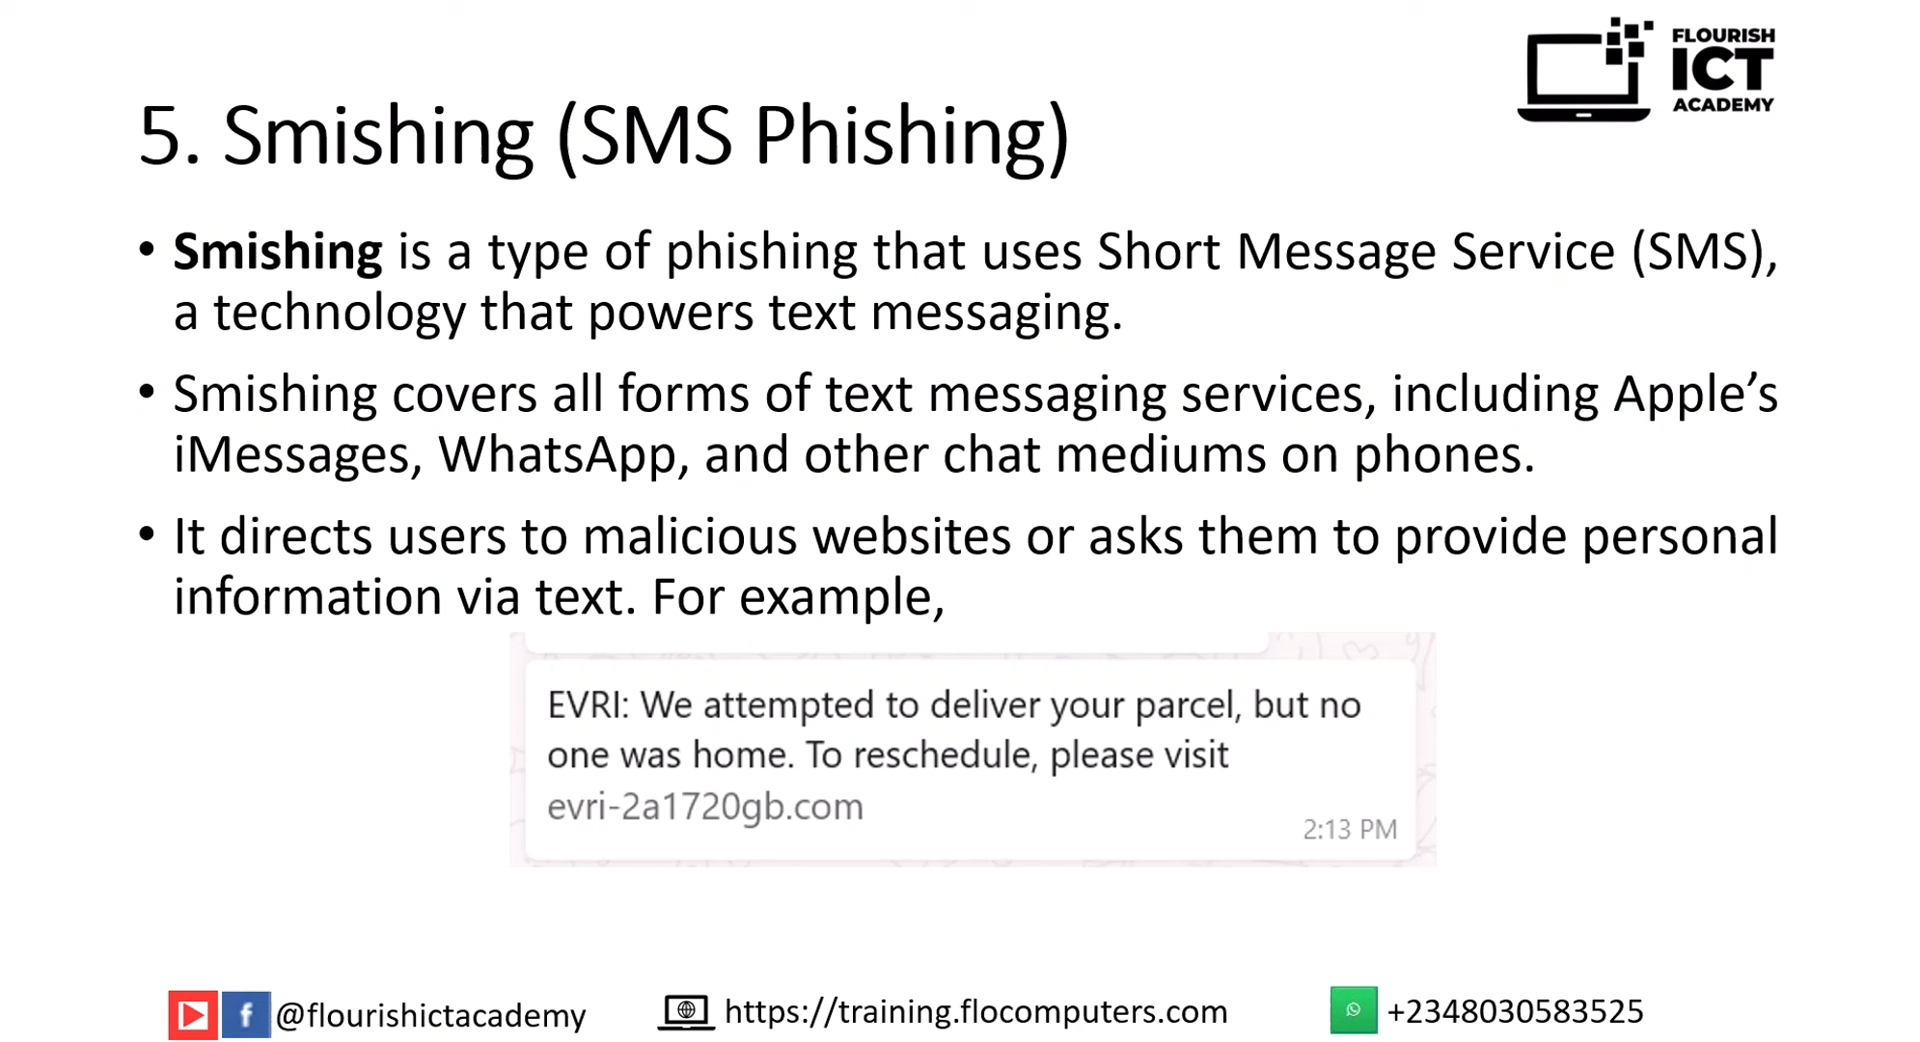 FLOURISH
ICT
ACADEMY
5. Smishing (SMS Phishing)
• Smishing is a type of phishing that uses Short Message Service (SMS),
a technology that powers text messaging.
• Smishing covers all forms of text messaging services, including Apple’s
iMessages, WhatsApp, and other chat mediums on phones.
• It directs users to malicious websites or asks them to provide personal
information via text. For example,
EVRI: We attempted to deliver your parcel, but no
one was home. To reschedule, please visit
evri-2a1720gb.com
2:13 PM
@flourishictacademy
https://training.flocomputers.com
+2348030583525